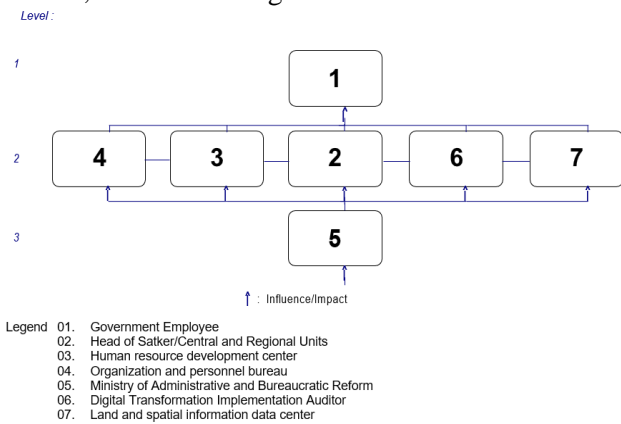 Level :
1
1
2
4 3 2 6 7
3
5
: Influence/Impact
Legend 01. Government Employee
02. Head of Satker/Central and Regional Units
03. Human resource development center
04. Organization and personnel bureau
05. Ministry of Administrative and Bureaucratic Reform
06. Digital Transformation Implementation Auditor
07. Land and spatial information data center